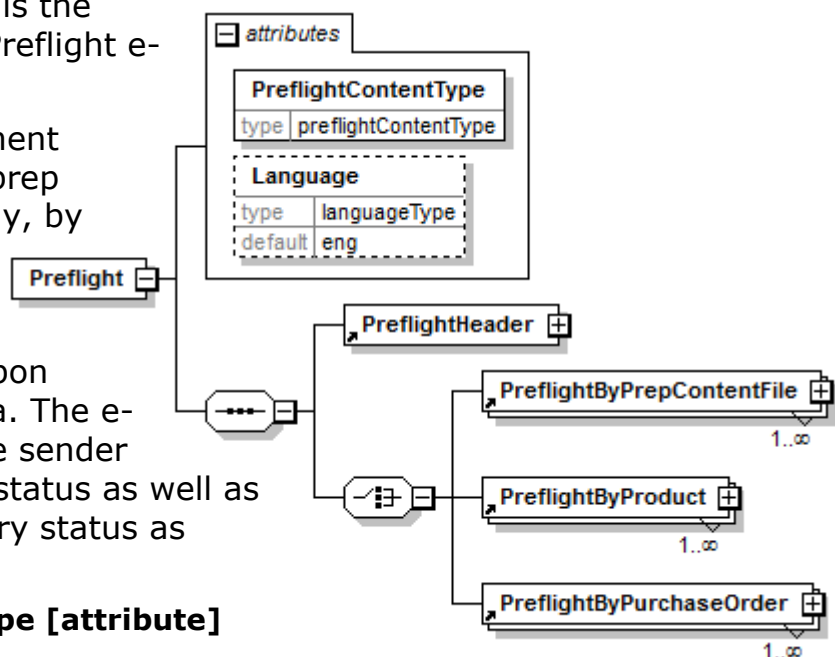 is the
Preflight e-
ment
prep
y, by
pon
a. The e-
e sender
status as well as
ry status as
pe [attribute]
attributes
PreflightContentType
type preflightContentType
Language
type languageType
default eng
Preflight
PreflightHeader
PreflightByPrepContentFile
1..∞
PreflightByProduct
1..∞
PreflightByPurchaseOrder
1..∞